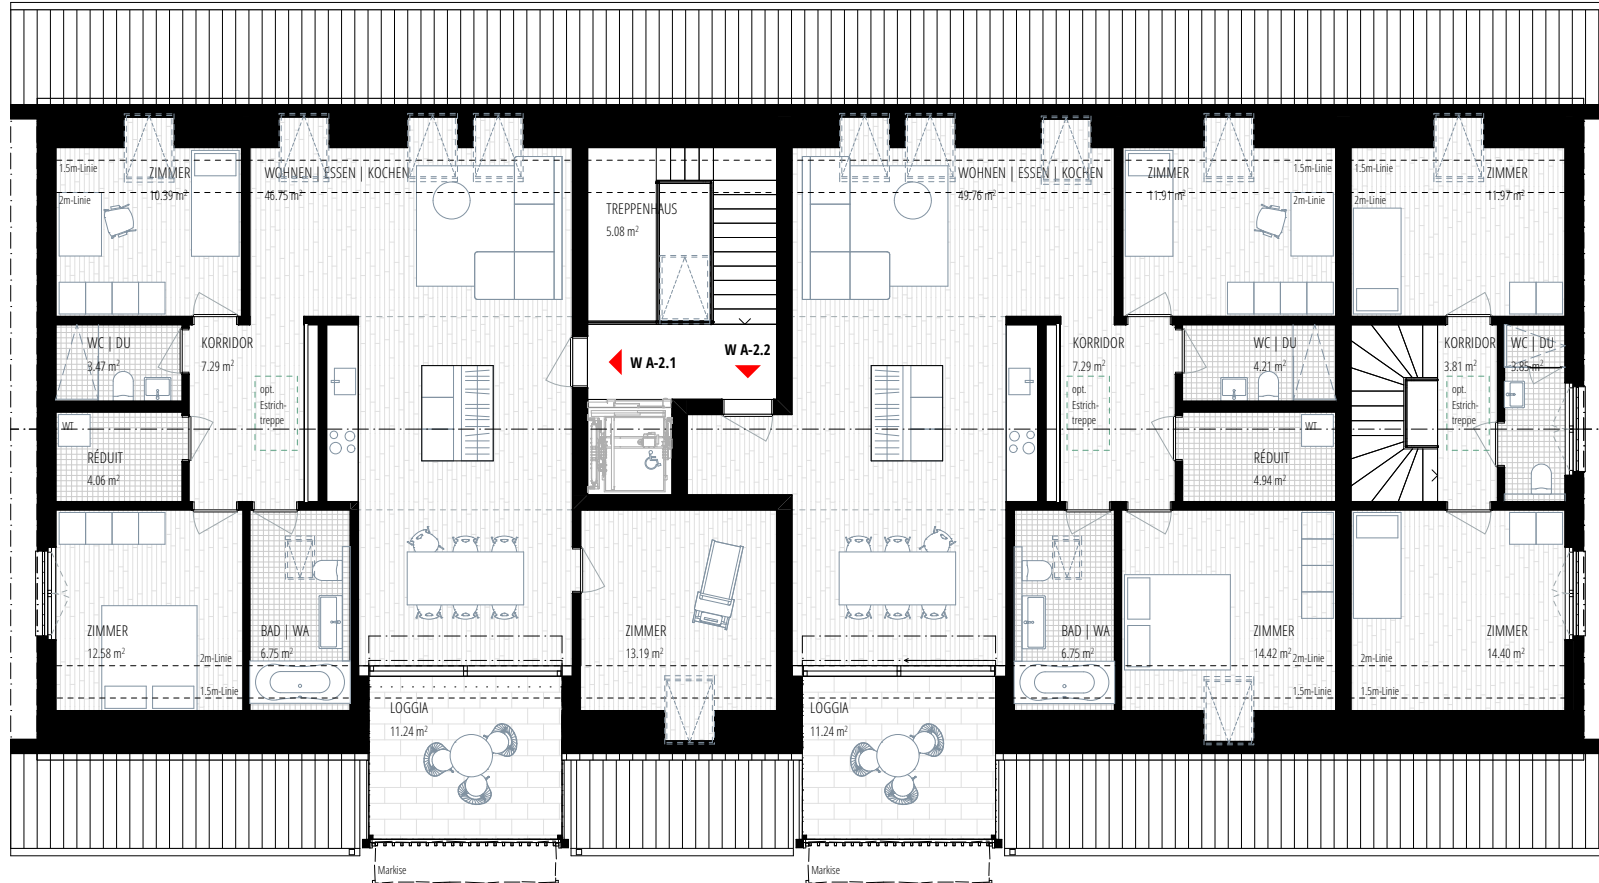 1.5m-Linie
ZIMMER
10.39 m²
2m-Linie
WOHNEN | ESSEN | KOCHEN
46.75 m²
TREPPENHAUS
5.08 m²
WOHNEN | ESSEN | KOCHEN
49.76 m²
ZIMMER
11.91 m²
1.5m-Linie
2m-Linie
1.5m-Linie
2m-Linie
ZIMMER
11.97 m²
WC | DU
3.47 m²
KORRIDOR
7.29 m²
opt.
Estrich-
treppe
W A-2.1
W A-2.2
KORRIDOR
7.29 m²
opt.
Estrich-
treppe
WC | DU
4.21 m²
KORRIDOR
3.81 m²
opt.
Estrich-
treppe
WC | DU
3.85 m²
WT
RÉDUIT
4.06 m²
WT
RÉDUIT
4.94 m²
ZIMMER
12.58 m²
2m-Linie
1.5m-Linie
BAD | WA
6.75 m²
ZIMMER
13.19 m²
BAD | WA
6.75 m²
ZIMMER
14.42 m²
2m-Linie
1.5m-Linie
2m-Linie
1.5m-Linie
ZIMMER
14.40 m²
LOGGIA
11.24 m²
LOGGIA
11.24 m²
Markise
Markise